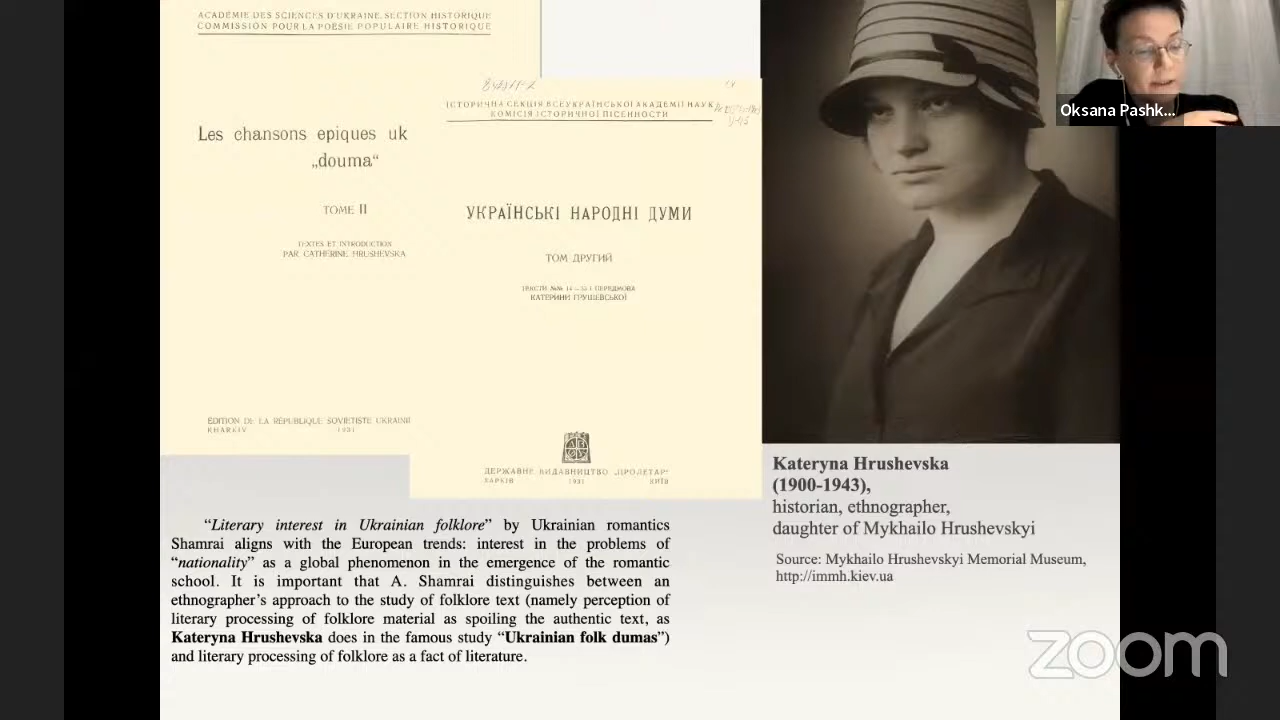 ACADÉMIE DES SCIENCES D'UKRAINE. SECTION HISTORIQUE
COMMISSION POUR LA POÉSIE POPULAIRE HISTORIQUE
Les chansons epiques uk
„douma“
TOME II
TEXTES ET INTRODUCTION
PAR CATHERINE HRUSHEVSKA
EDITION DE LA RÉPUBLIQUE SOVIETISTE UKRAINI
KHARKIV 1931
ІСТОРИЧНА СЕКЦІЯ ВСЕУКРАЇНСЬКОЇ АКАДЕМІЇ НАУК
КОМІСІЯ ІСТОРИЧНОЇ ПІСЕННОСТИ
УКРАЇНСЬКІ НАРОДНІ ДУМИ
ТОМ ДРУГИЙ
ТЕКСТИ №№ 14—33 І ПЕРЕДМОВА
КАТЕРИНИ ГРУШЕВСЬКОЇ
ДЕРЖАВНЕ ВИДАВНИЦТВО „ПРОЛЕТАР“
ХАРКІВ 1931 КИЇВ
Oksana Pashk...
Kateryna Hrushevska
(1900-1943),
historian, ethnographer,
daughter of Mykhailo Hrushevskyi
Source: Mykhailo Hrushevskyi Memorial Museum,
http://immh.kiev.ua
“Literary interest in Ukrainian folklore” by Ukrainian romantics
Shamrai aligns with the European trends: interest in the problems of
“nationality” as a global phenomenon in the emergence of the romantic
school. It is important that A. Shamrai distinguishes between an
ethnographer’s approach to the study of folklore text (namely perception of
literary processing of folklore material as spoiling the authentic text, as
Kateryna Hrushevska does in the famous study “Ukrainian folk dumas”)
and literary processing of folklore as a fact of literature.
zoom